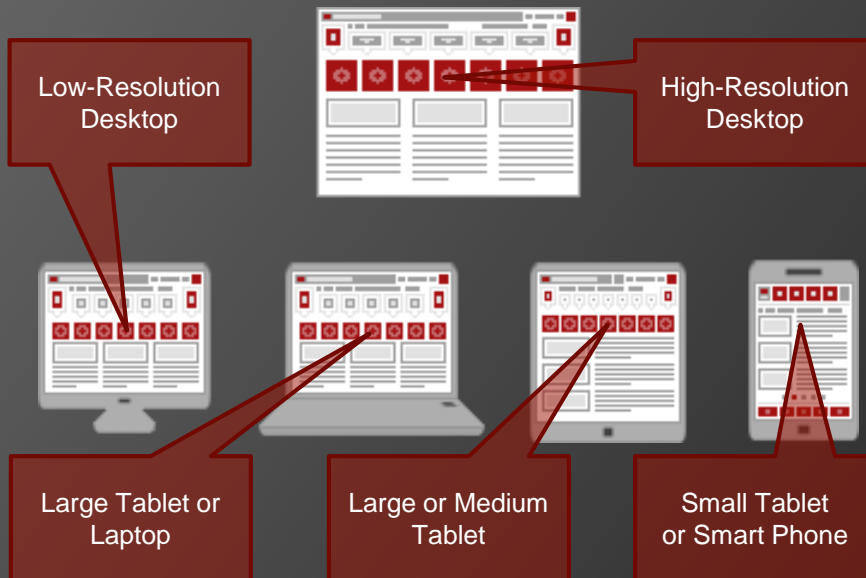 Low-Resolution
Desktop
High-Resolution
Desktop
Large Tablet or
Laptop
Large or Medium
Tablet
Small Tablet
or Smart Phone